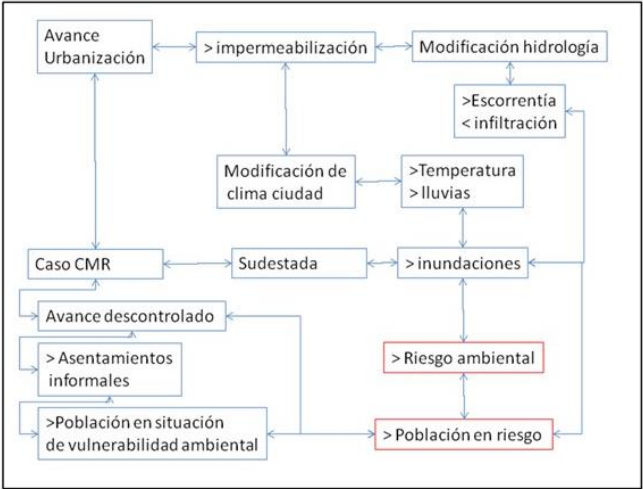 Avance
Urbanización
> impermeabilización
Modificación hidrología
>Escorrentía
< infiltración
Modificación de
clima ciudad
>Temperatura
> lluvias
Caso CMR
Sudestada
> inundaciones
Avance descontrolado
> Asentamientos
informales
> Riesgo ambiental
>Población en situación
de vulnerabilidad ambiental
> Población en riesgo